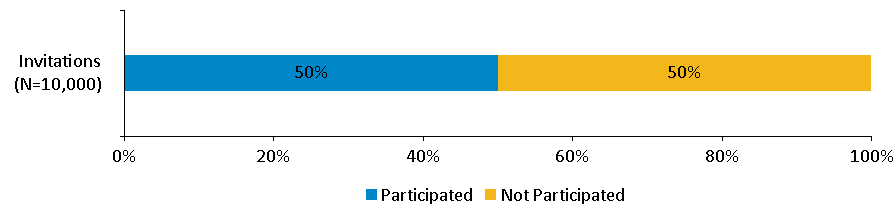 Invitations
(N=10,000)
50% 50%
0% 20% 40% 60% 80% 100%
Participated Not Participated